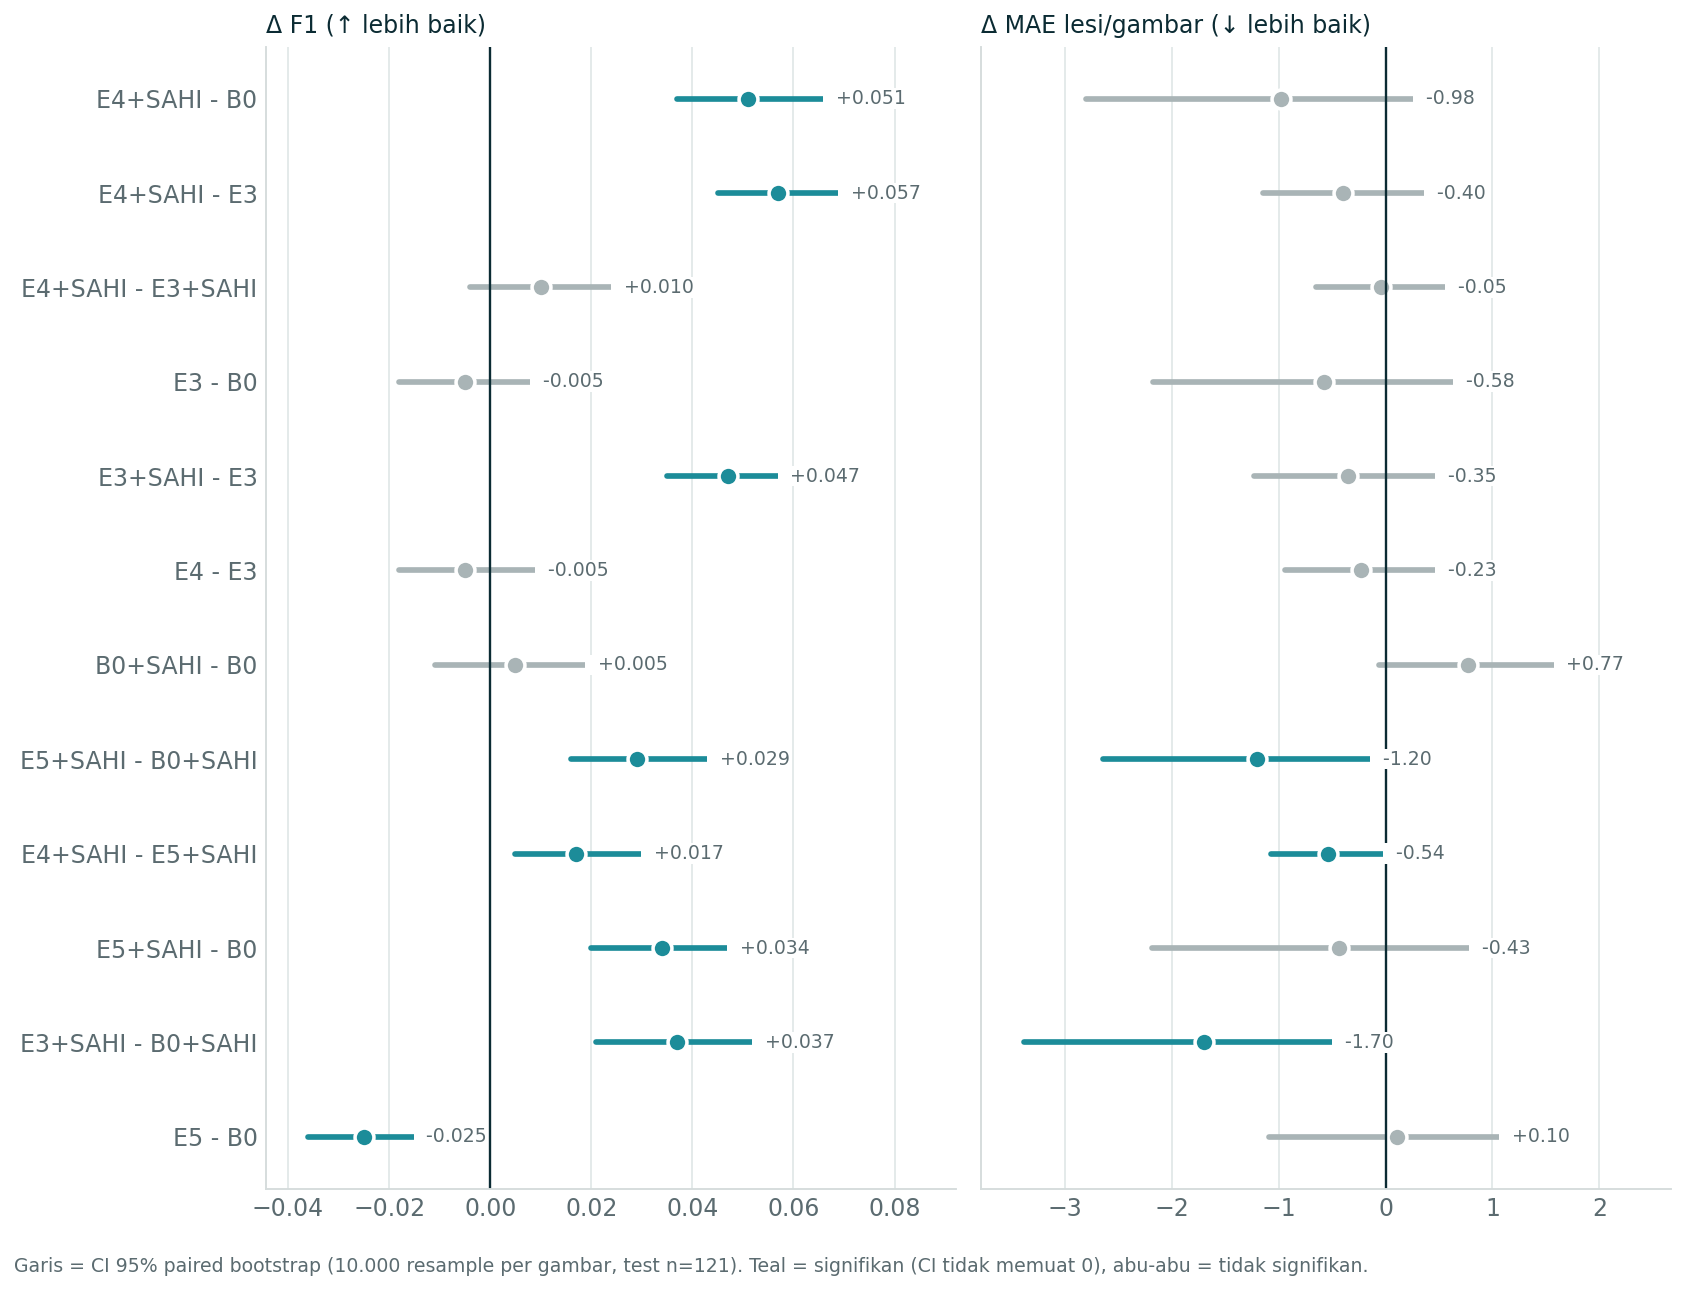 Δ F1 (↑ lebih baik)
Δ MAE lesi/gambar (↓ lebih baik)
E4+SAHI - B0
+0.051
-0.98
E4+SAHI - E3
+0.057
-0.40
E4+SAHI - E3+SAHI
+0.010
-0.05
E3 - B0
-0.005
-0.58
E3+SAHI - E3
+0.047
-0.35
E4 - E3
-0.005
-0.23
B0+SAHI - B0
+0.005
+0.77
E5+SAHI - B0+SAHI
+0.029
-1.20
E4+SAHI - E5+SAHI
+0.017
-0.54
E5+SAHI - B0
+0.034
-0.43
E3+SAHI - B0+SAHI
+0.037
-1.70
E5 - B0
-0.025
+0.10
−0.04 −0.02 0.00 0.02 0.04 0.06 0.08
−3 −2 −1 0 1 2
Garis = CI 95% paired bootstrap (10.000 resample per gambar, test n=121). Teal = signifikan (CI tidak memuat 0), abu-abu = tidak signifikan.